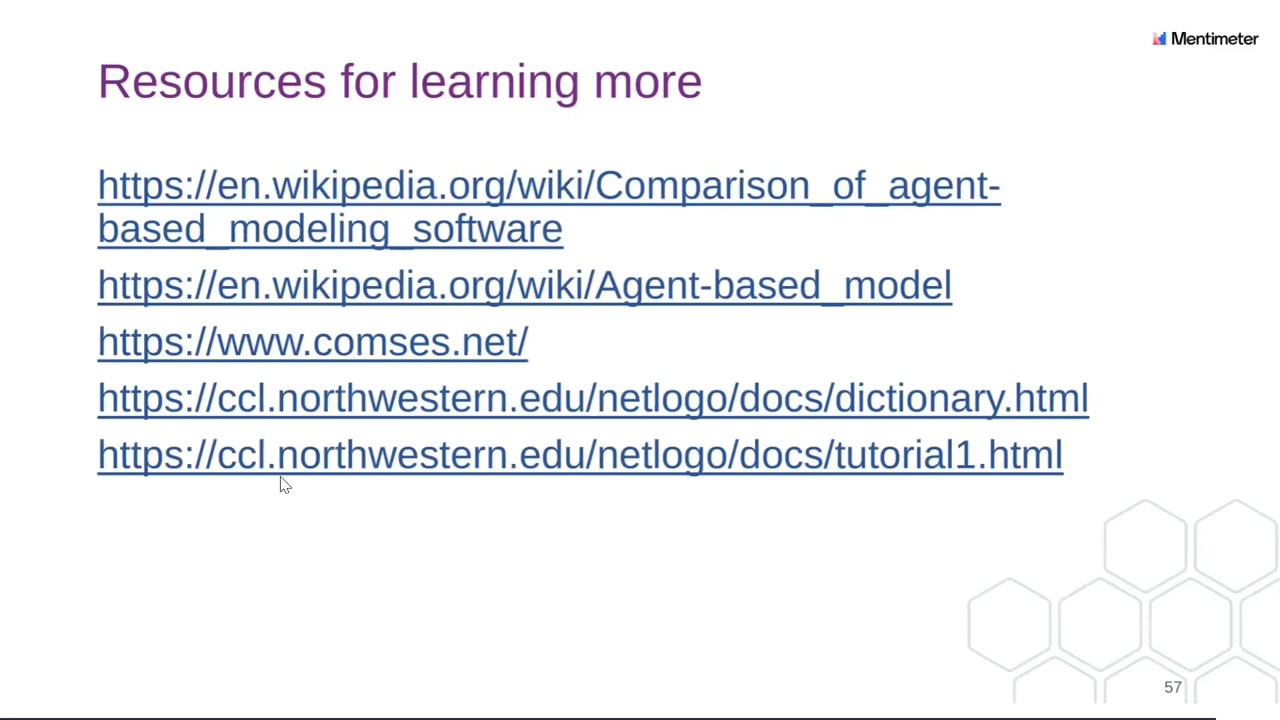 Mentimeter
Resources for learning more
https://en.wikipedia.org/wiki/Comparison_of_agent-
based_modeling_software
https://en.wikipedia.org/wiki/Agent-based_model
https://www.comses.net/
https://ccl.northwestern.edu/netlogo/docs/dictionary.html
https://ccl.northwestern.edu/netlogo/docs/tutorial1.html
57